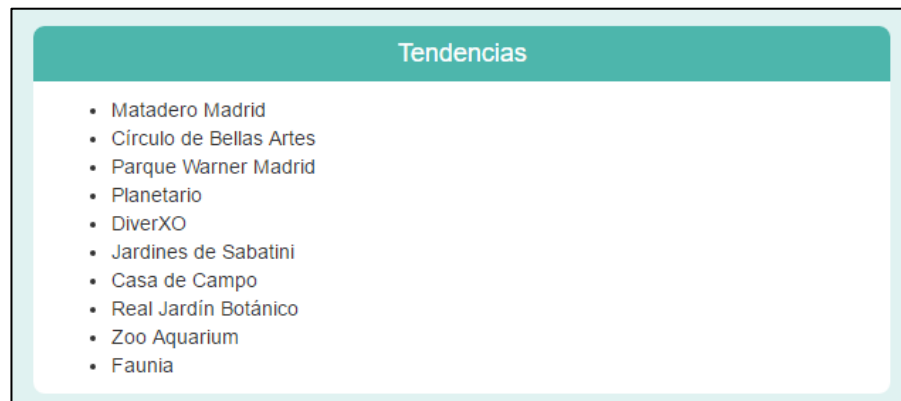 Tendencias
Matadero Madrid
Círculo de Bellas Artes
Parque Warner Madrid
Planetario
DiverXO
Jardines de Sabatini
Casa de Campo
Real Jardín Botánico
Zoo Aquarium
Faunia